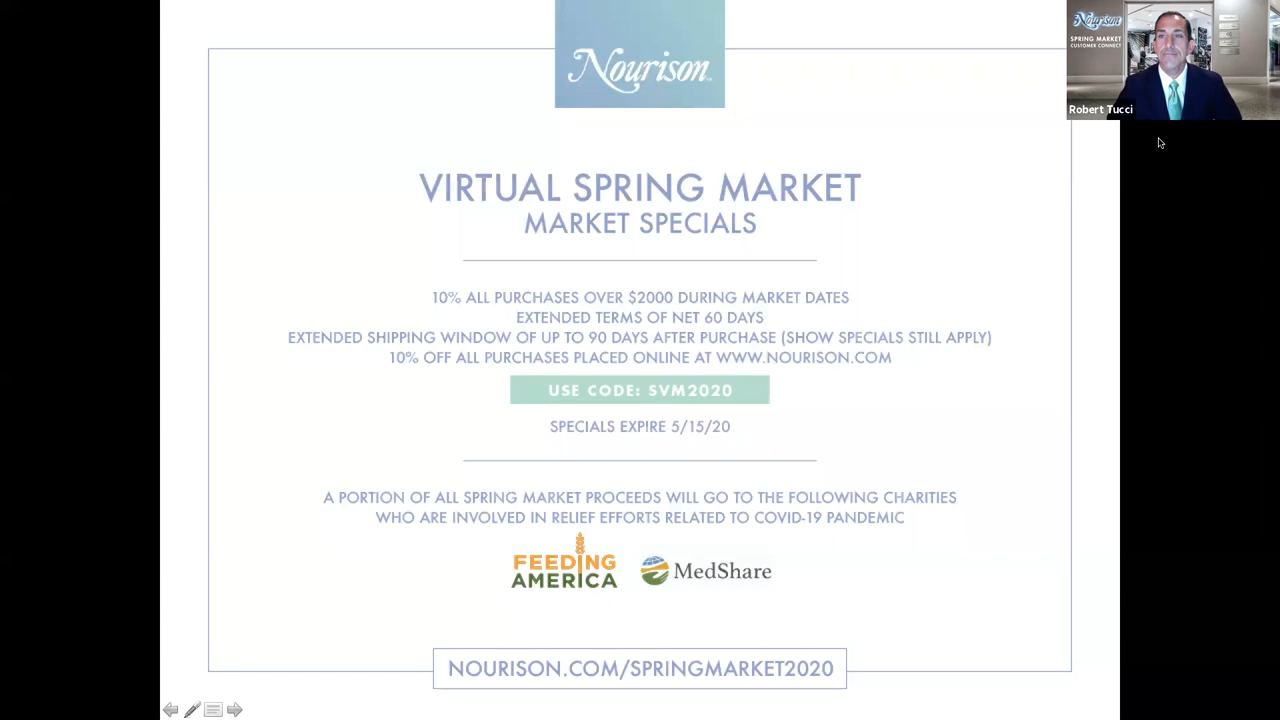 Nourison
VIRTUAL SPRING MARKET
MARKET SPECIALS
10% ALL PURCHASES OVER $2000 DURING MARKET DATES
EXTENDED TERMS OF NET 60 DAYS
EXTENDED SHIPPING WINDOW OF UP TO 90 DAYS AFTER PURCHASE (SHOW SPECIALS STILL APPLY)
10% OFF ALL PURCHASES PLACED ONLINE AT WWW.NOURISON.COM
USE CODE: SVM2020
SPECIALS EXPIRE 5/15/20
A PORTION OF ALL SPRING MARKET PROCEEDS WILL GO TO THE FOLLOWING CHARITIES
WHO ARE INVOLVED IN RELIEF EFFORTS RELATED TO COVID-19 PANDEMIC
FEEDING
AMERICA
MedShare
NOURISON.COM/SPRINGMARKET2020
Nourison
SPRING MARKET
CUSTOMER CONNECT
Robert Tucci